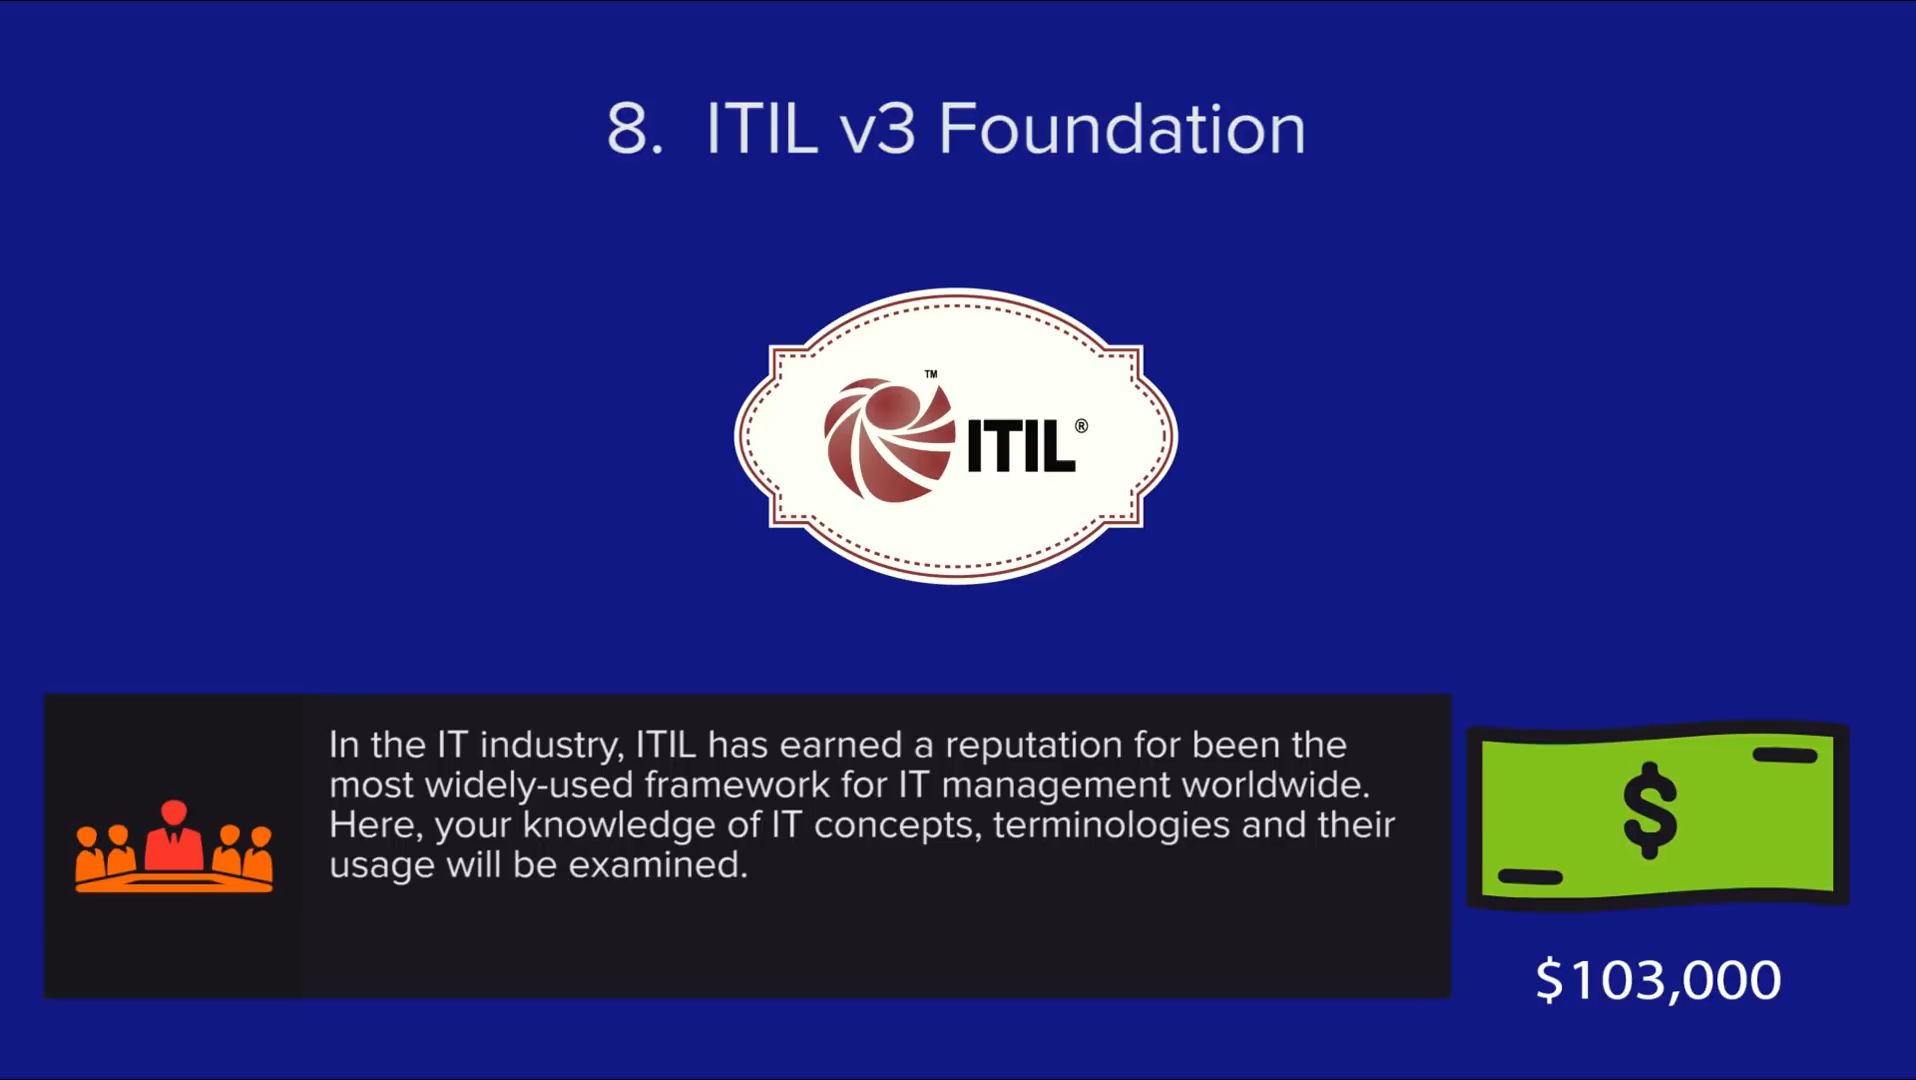 8. ITIL v3 Foundation
TM
ITIL®
In the IT industry, ITIL has earned a reputation for been the
most widely-used framework for IT management worldwide.
Here, your knowledge of IT concepts, terminologies and their
usage will be examined.
$
$103,000